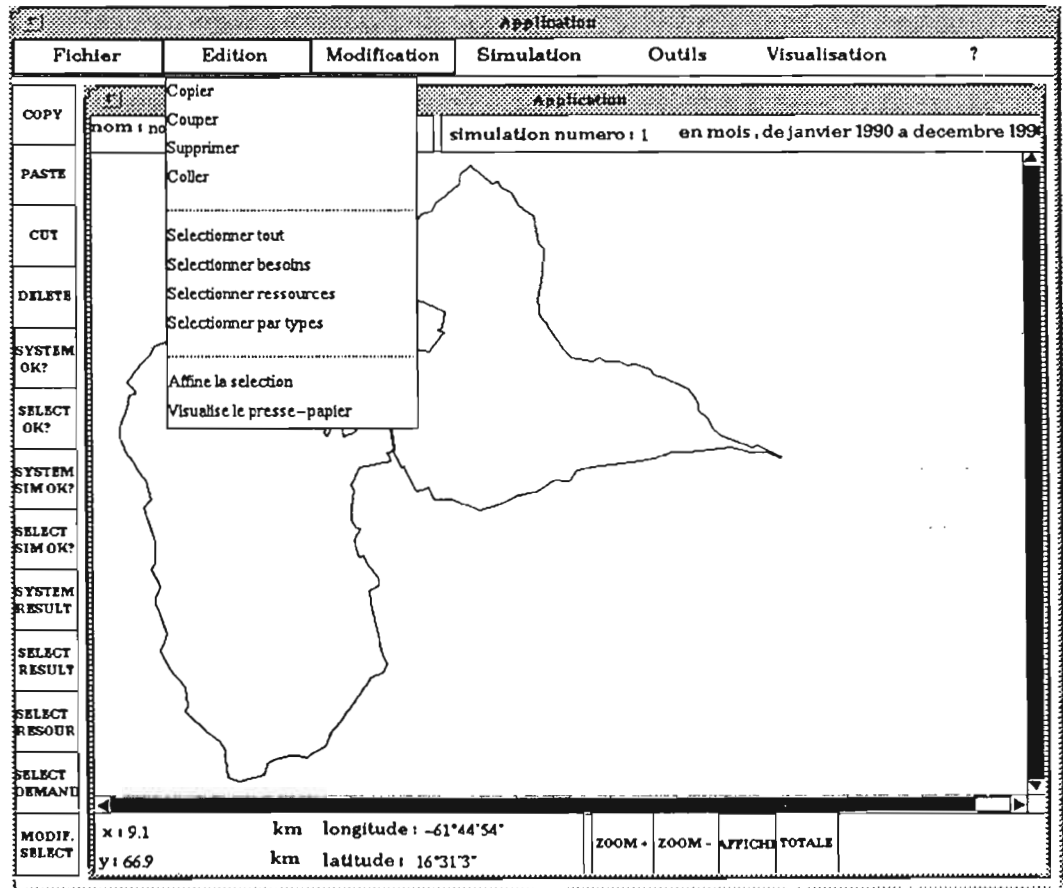 Application
Fichier Edition Modification Simulation Outils Visualisation ?
Copier
Couper
Supprimer
Coller
Selectionner tout
Selectionner besoins
Selectionner ressources
Selectionner par types
Affine la selection
Visualise le presse-papier
COPY
PASTE
CUT
DELETE
SYSTEM
OK?
SELECT
OK?
SYSTEM
SIM OK?
SELECT
SIM OK?
SYSTEM
RESULT
SELECT
RESULT
SELECT
RESOUR
SELECT
DEMAND
MODIF.
SELECT
Application
nom : no
simulation numero : 1 en mois , de janvier 1990 a decembre 199
x : 9.1 km longitude : -61°44'54"
y : 66.9 km latitude : 16°31'3"
ZOOM + ZOOM - AFFICHE TOTALE